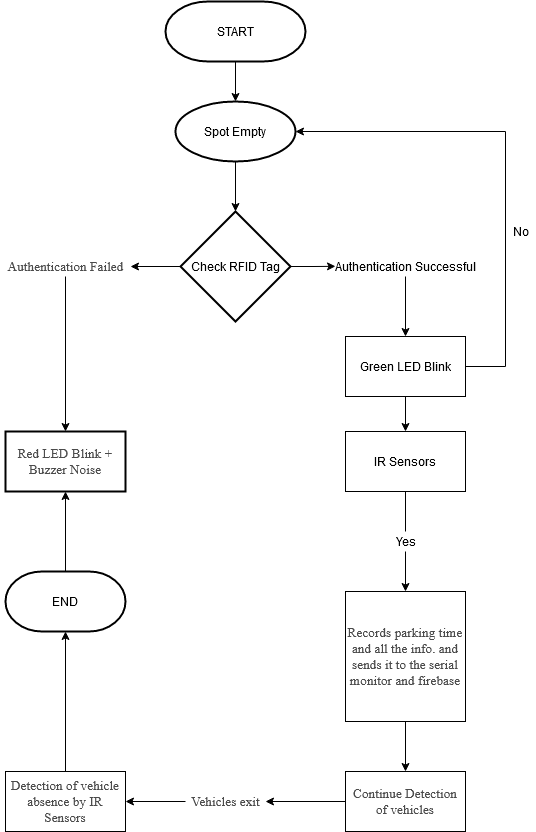 START
Spot Empty
No
Check RFID Tag
Authentication Failed
Authentication Successful
Green LED Blink
Red LED Blink +
Buzzer Noise
IR Sensors
Yes
END
Records parking time
and all the info. and
sends it to the serial
monitor and firebase
Detection of vehicle
absence by IR
Sensors
Vehicles exit
Continue Detection
of vehicles